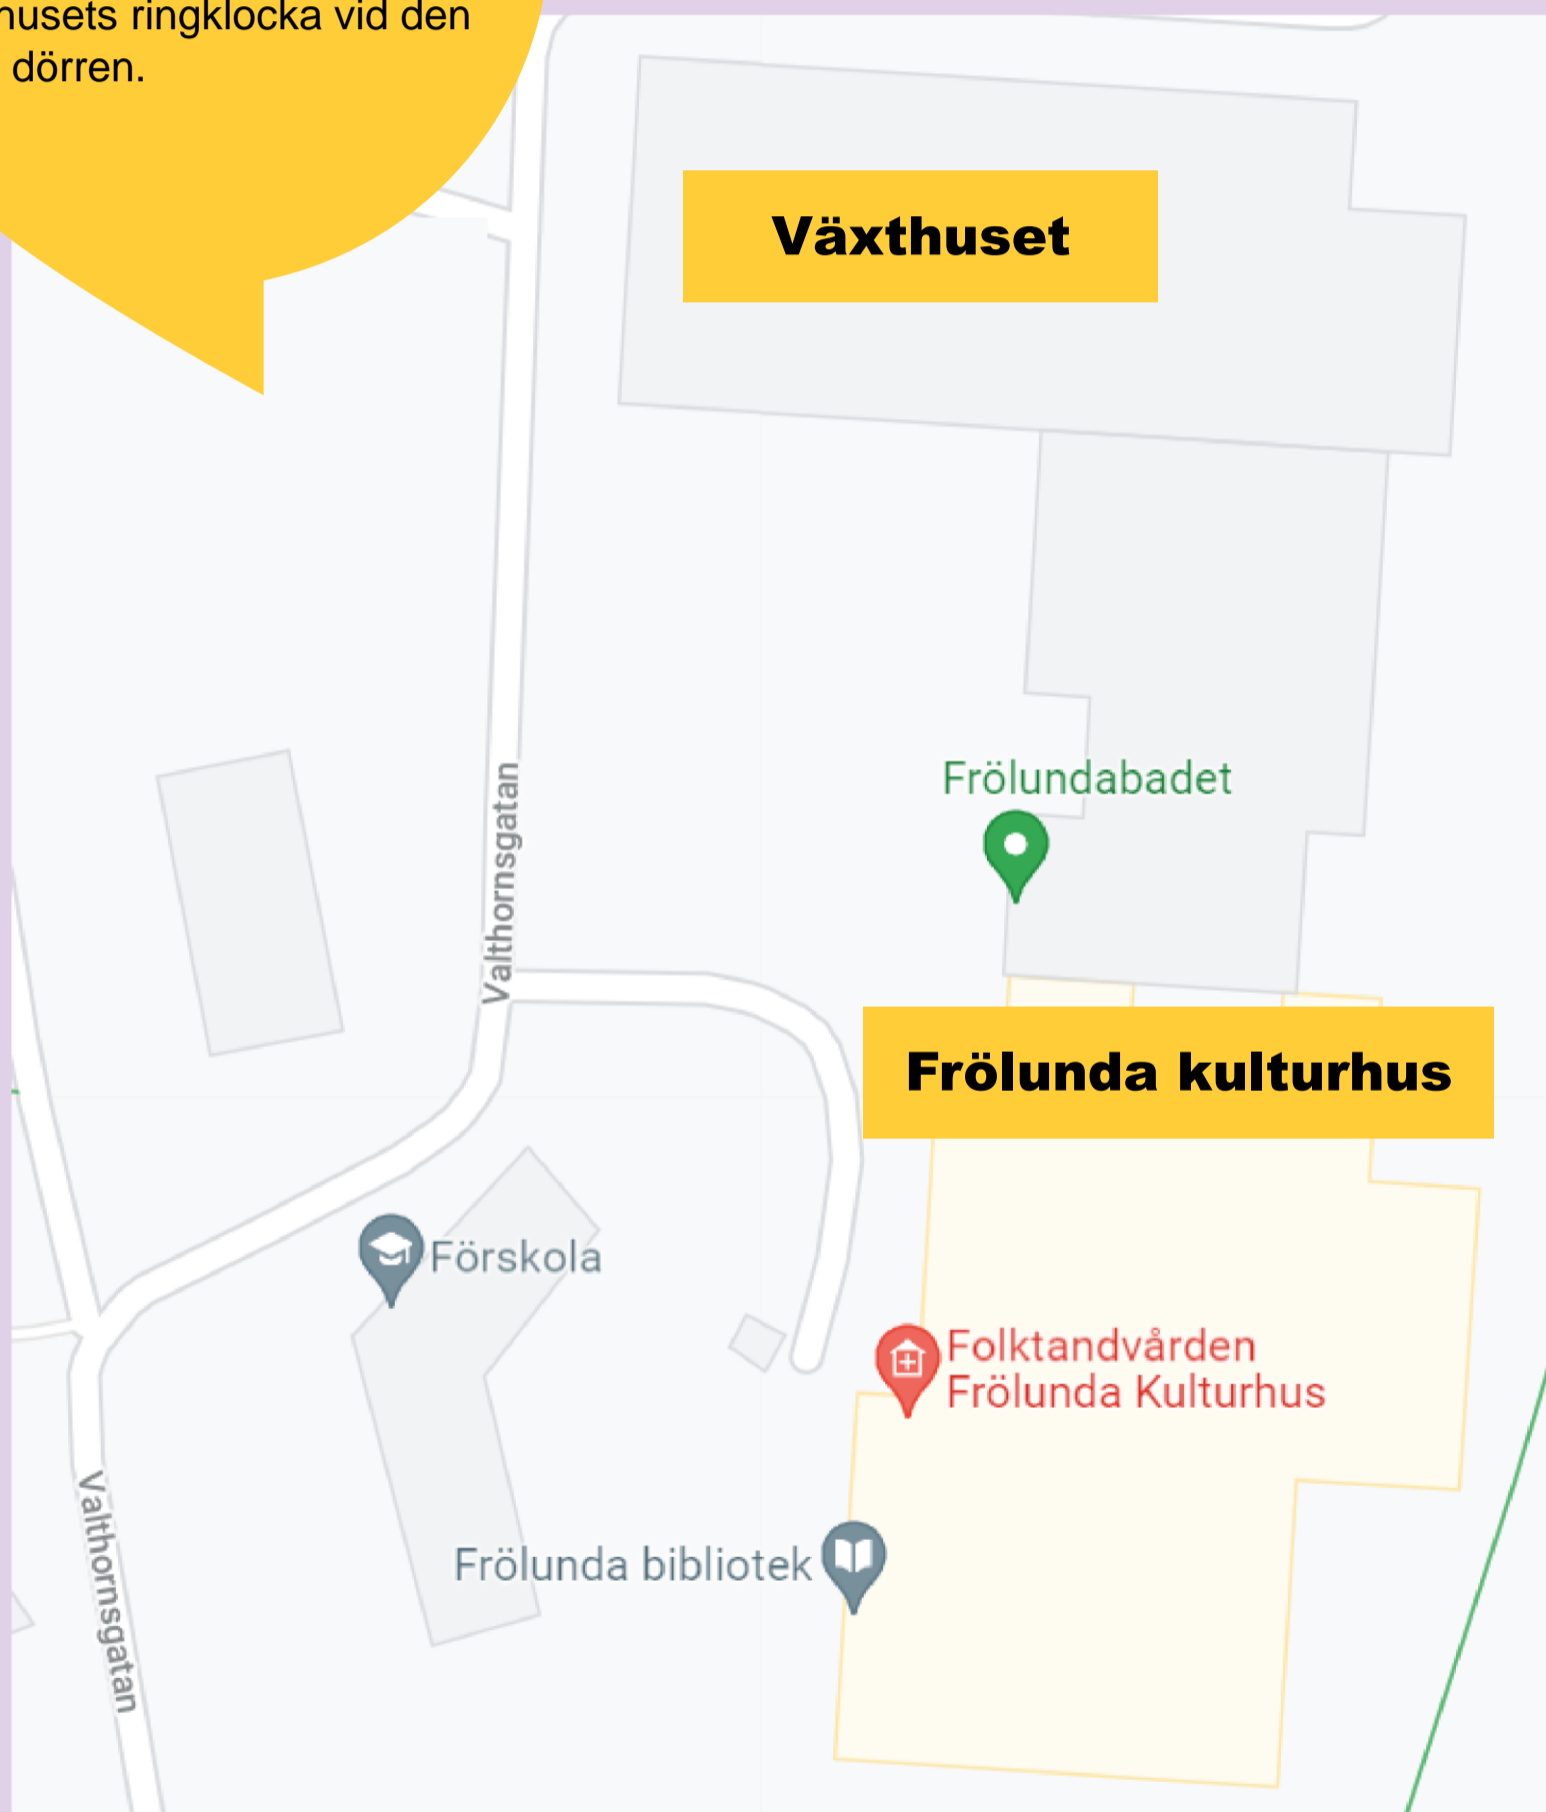 husets ringklocka vid den
dörren.
Växthuset
Frölundabadet
Valthornsgatan
Frölunda kulturhus
Förskola
Folktandvården
Frölunda Kulturhus
Frölunda bibliotek
Valthornsgatan